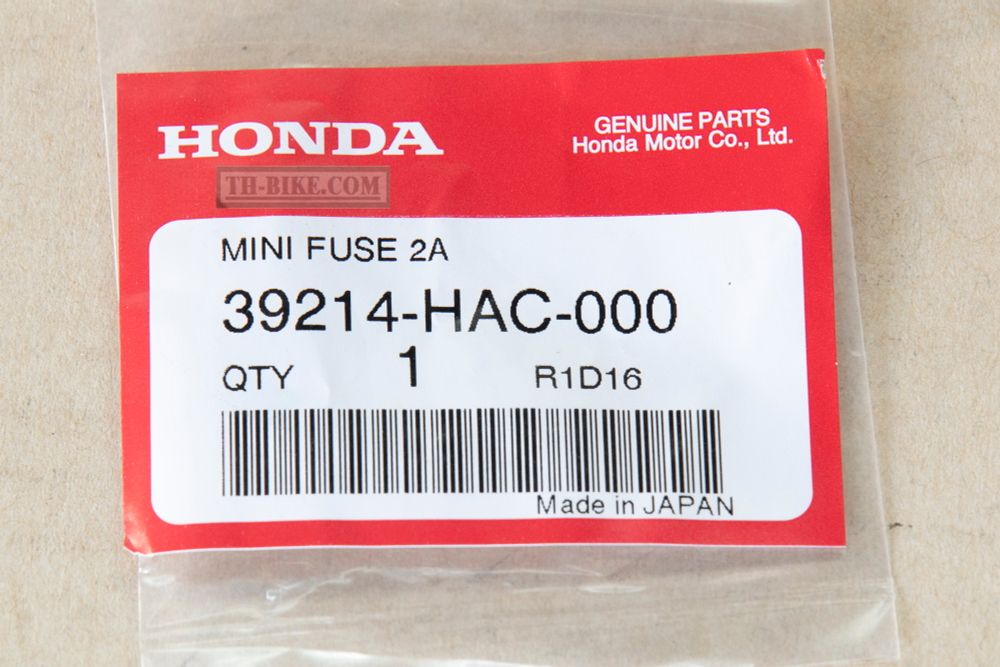 HONDA
GENUINE PARTS
Honda Motor Co., Ltd.
TH-BIKE.COM
MINI FUSE 2A
39214-HAC-000
QTY 1 R1D16
Made in JAPAN